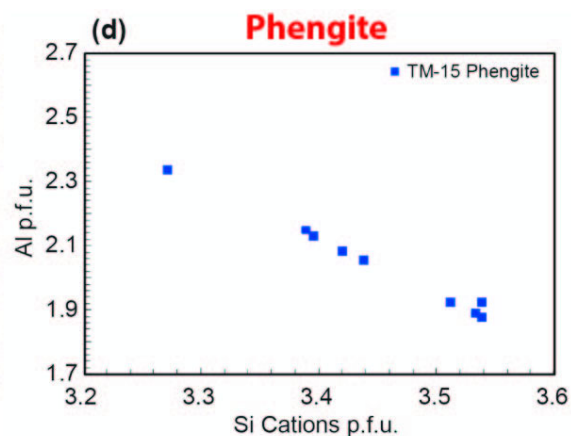 (d) Phengite
2.7
TM-15 Phengite
2.5
2.3
2.1
1.9
1.7
Al p.f.u.
3.2 3.3 3.4 3.5 3.6
Si Cations p.f.u.